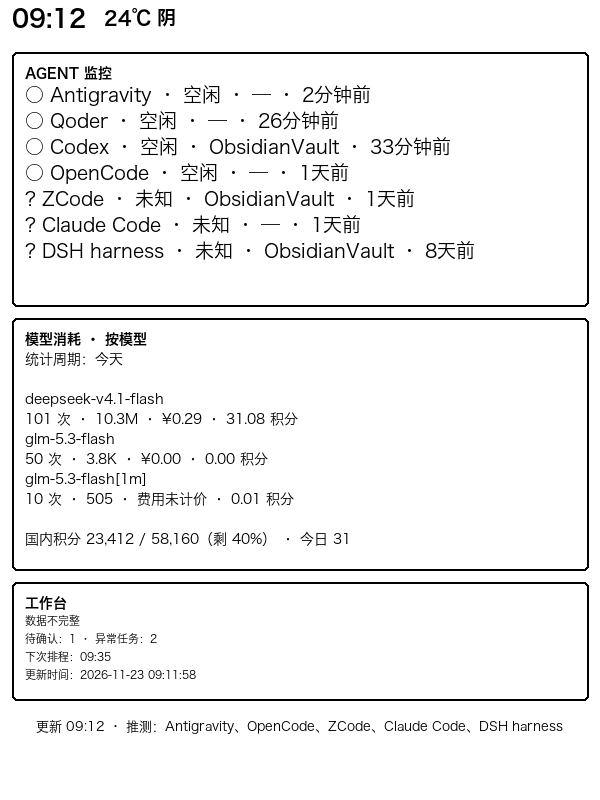 09:12 24℃ 阴
AGENT 监控
○ Antigravity · 空闲 · — · 2分钟前
○ Qoder · 空闲 · — · 26分钟前
○ Codex · 空闲 · ObsidianVault · 33分钟前
○ OpenCode · 空闲 · — · 1天前
? ZCode · 未知 · ObsidianVault · 1天前
? Claude Code · 未知 · — · 1天前
? DSH harness · 未知 · ObsidianVault · 8天前
模型消耗 · 按模型
统计周期：今天
deepseek-v4.1-flash
101 次 · 10.3M · ¥0.29 · 31.08 积分
glm-5.3-flash
50 次 · 3.8K · ¥0.00 · 0.00 积分
glm-5.3-flash[1m]
10 次 · 505 · 费用未计价 · 0.01 积分
国内积分 23,412 / 58,160（剩 40%） · 今日 31
工作台
数据不完整
待确认：1 · 异常任务：2
下次排程：09:35
更新时间：2026-11-23 09:11:58
更新 09:12 · 推测：Antigravity、OpenCode、ZCode、Claude Code、DSH harness